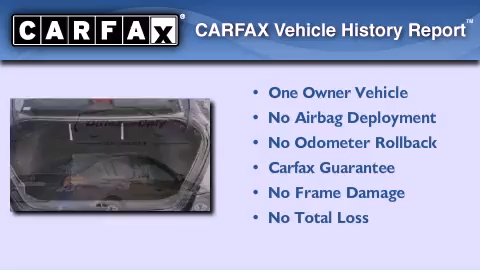 CARFAX® CARFAX Vehicle History Report™
• One Owner Vehicle
• No Airbag Deployment
• No Odometer Rollback
• Carfax Guarantee
• No Frame Damage
• No Total Loss